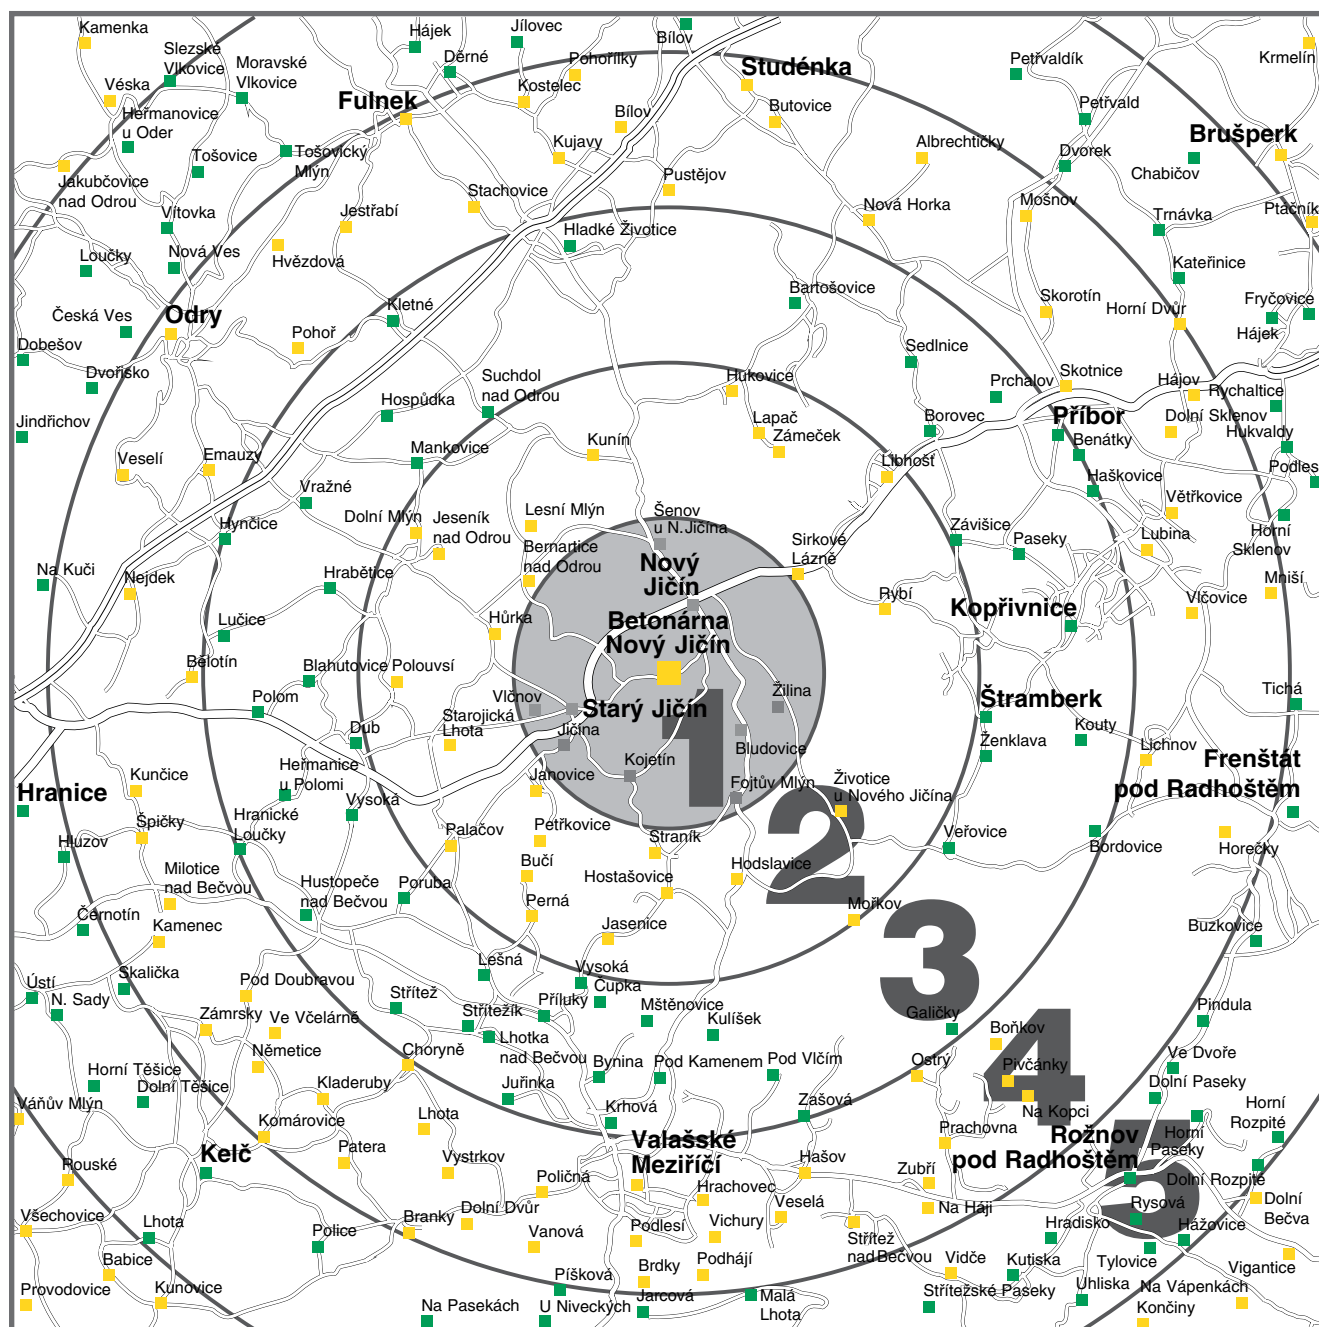 Kamenka
Slezské
Vlkovice
Moravské
Vlkovice
Hájek
Děrné
Jílovec
Bílov
Pohořílky
Kostelec
Studénka
Butovice
Petřvaldík
Krmelín
Véska
Heřmanovice
u Oder
Fulnek
Bílov
Petřvald
Brušperk
Tošovice
Tošovický
Mlýn
Kujavy
Albrechtičky
Dvorek
Chabičov
Jakubčovice
nad Odrou
Stachovice
Pustějov
Nová Horka
Mošnov
Trnávka
Ptáčník
Vítovka
Jestřabí
Hladké Životice
Loučky
Nová Ves
Hvězdová
Kateřinice
Bartošovice
Skorotín
Horní Dvůr
Fryčovice
Hájek
Česká Ves
Odry
Kletné
Pohoř
Dobešov
Dvořisko
Sedlnice
Suchdol
nad Odrou
Hukovice
Prchalov
Skotnice
Hájov
Rychaltice
Jindřichov
Hospůdka
Lapač
Zámeček
Borovec
Příbor
Dolní Sklenov
Hukvaldy
Mankovice
Kunín
Benátky
Veselí
Emauzy
Libhošť
Haškovice
Podles
Vražné
Větřkovice
Dolní Mlýn
Jeseník
nad Odrou
Lesní Mlýn
Šenov
u N.Jičína
Hynčice
Závišice
Paseky
Lubina
Horní
Sklenov
Bernartice
nad Odrou
Sirkové
Lázně
Na Kuči
Nejdek
Hrabětice
Nový
Jičín
Rybí
Kopřivnice
Vlčovice
Mniší
Lučice
Hůrka
Betonárna
Nový Jičín
Bělotín
Blahutovice
Polouvsí
Polom
Vlčnov
Starý Jičín
Žilina
Štramberk
Tichá
Starojická
Lhota
Jičína
1
Bludovice
Kouty
Dub
Ženklava
Lichnov
Frenštát
pod Radhoštěm
Heřmanice
u Polomi
Kunčice
Janovice
Kojetín
Fojtův Mlýn
Životice
u Nového Jičína
Hranice
Vysoká
Hranické
Loučky
Špičky
Palačov
Petřkovice
Straník
2
Veřovice
Bordovice
Horečky
Hluzov
Milotice
nad Bečvou
Bučí
Hodslavice
Hostašovice
Hustopeče
nad Bečvou
Poruba
Perná
Mořkov
3
Černotín
Kamenec
Jasenice
Buzkovice
Skalička
Lešná
Vysoká
Ústí
N. Sady
Pod Doubravou
Střítež
Čupka
Příluky
Mštěnovice
Kulíšek
Galičky
Pindula
Zámrsky
Ve Včelárně
Střítežík
Lhotka
nad Bečvou
Boňkov
4
Němetice
Choryně
Bynina
Pod Kamenem
Pod Vlčím
Ostrý
Pivčánky
Ve Dvoře
Horní Těšice
Dolní Těšice
Kladeruby
Juřinka
Dolní Paseky
Váňův Mlýn
Lhota
Krhová
Zašová
Na Kopci
Horní
Rozpité
Komárovice
Prachovna
Rožnov
pod Radhoštěm
5
Horní
Paseky
Kelč
Patera
Valašské
Meziříčí
Rouské
Vystrkov
Poličná
Hašov
Zubří
Dolní Rozpité
Hrachovec
Na Háji
Rysová
Dolní
Bečva
Všechovice
Lhota
Police
Branky
Dolní Dvůr
Vanová
Podlesí
Vichury
Veselá
Střítež
nad Bečvou
Hradisko
Hážovice
Babice
Podhájí
Vidče
Kutiska
Tylovice
Vigantice
Provodovice
Kunovice
Píšková
Brdky
Na Pasekách
U Niveckých
Jarcová
Malá
Lhota
Střítežské Paseky
Uhliska
Na Vápenkách
Končiny